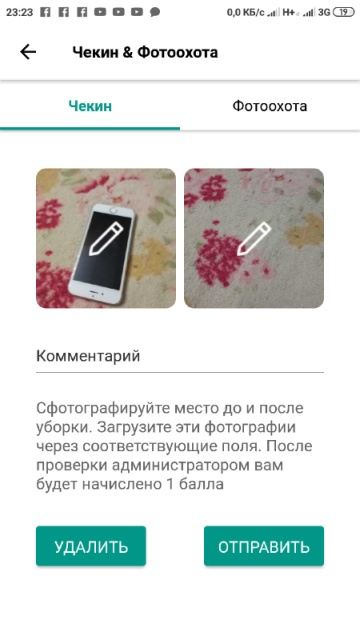 23:23 0,0 КБ/с H+ 3G 19
Чекин & Фотоохота
Чекин Фотоохота
Комментарий
Сфотографируйте место до и после
уборки. Загрузите эти фотографии
через соответствующие поля. После
проверки администратором вам
будет начислено 1 балла
УДАЛИТЬ ОТПРАВИТЬ